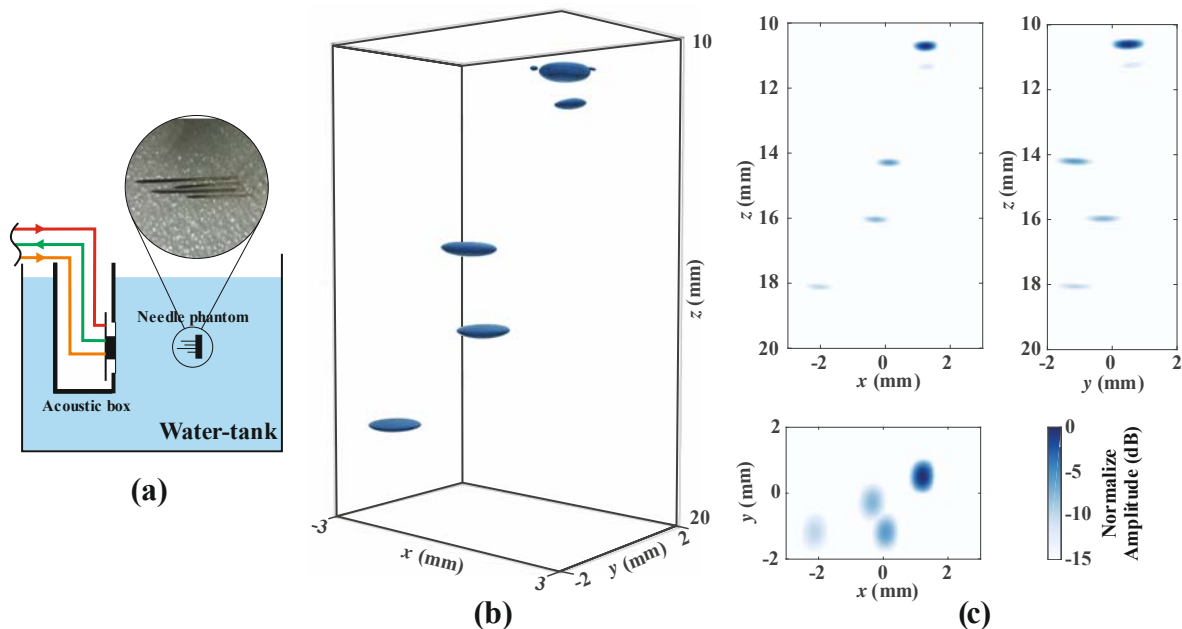 Needle phantom
Acoustic box
Water-tank
(a)
10
z (mm)
20
-3
x (mm)
3
-2
y (mm)
2
(b)
10
12
14
16
18
20
z (mm)
-2
0
2
x (mm)
10
12
14
16
18
20
z (mm)
-2
0
2
y (mm)
2
0
-2
y (mm)
-2
0
2
x (mm)
0
-5
-10
-15
Normalize
Amplitude (dB)
(c)